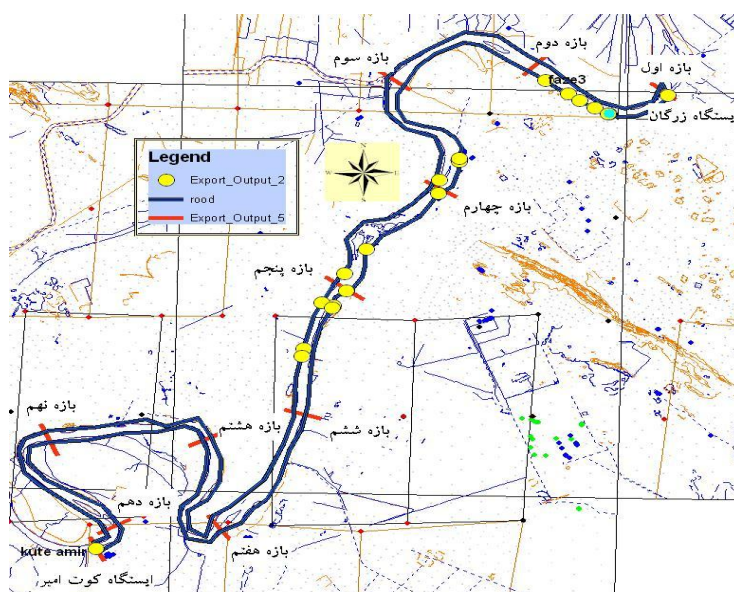 بازه سوم
بازه دوم
faze3
بازه اول
ایستگاه زرگان
Legend
Export_Output_2
rood
Export_Output_5
N
W
E
S
بازه چهارم
بازه پنجم
بازه نهم
بازه هشتم
بازه ششم
بازه دهم
kute amir
بازه هفتم
ایستگاه کوت امیر